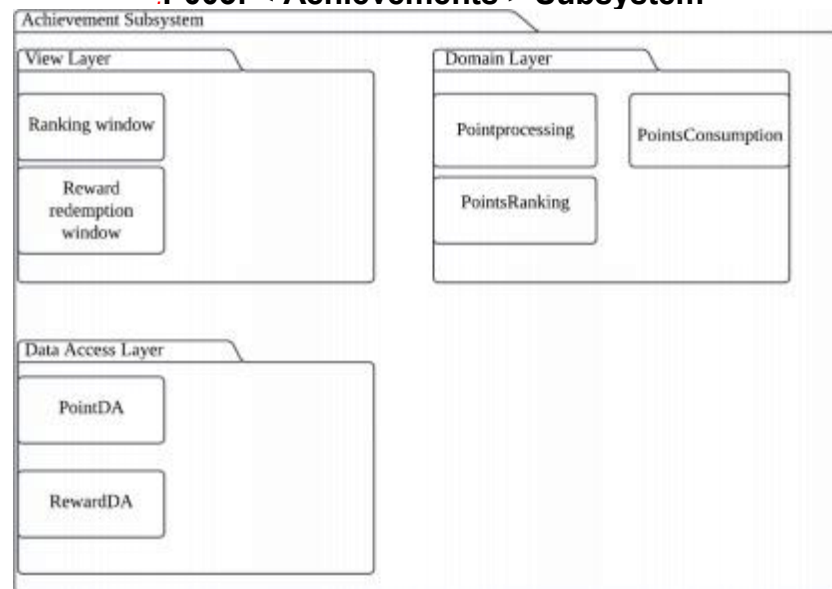 < Achievements > Subsystem
Achievement Subsystem
View Layer
Ranking window
Reward
redemption
window
Domain Layer
Pointprocessing
PointsConsumption
PointsRanking
Data Access Layer
PointDA
RewardDA